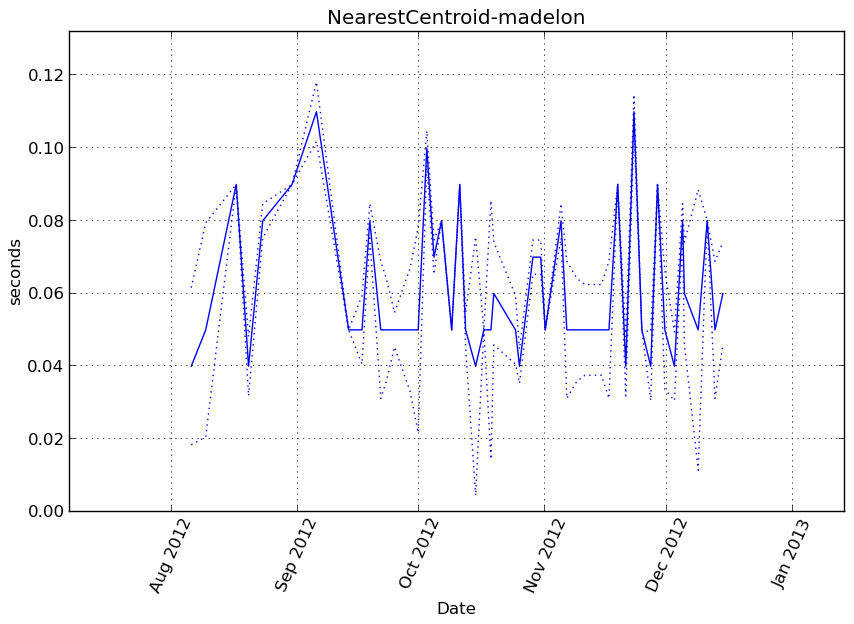 NearestCentroid-madelon
0.12
0.10
0.08
0.06
0.04
0.02
0.00
seconds
Aug 2012
Sep 2012
Oct 2012
Nov 2012
Dec 2012
Jan 2013
Date